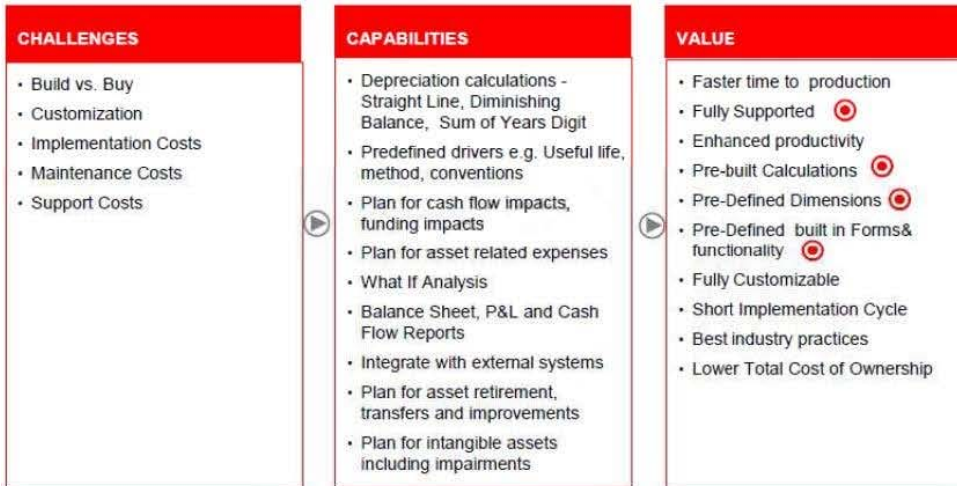 CHALLENGES
• Build vs. Buy
• Customization
• Implementation Costs
• Maintenance Costs
• Support Costs
CAPABILITIES
• Depreciation calculations -
Straight Line, Diminishing
Balance, Sum of Years Digit
• Predefined drivers e.g. Useful life,
method, conventions
• Plan for cash flow impacts,
funding impacts
• Plan for asset related expenses
• What If Analysis
• Balance Sheet, P&L and Cash
Flow Reports
• Integrate with external systems
• Plan for asset retirement,
transfers and improvements
• Plan for intangible assets
including impairments
VALUE
• Faster time to production
• Fully Supported
• Enhanced productivity
• Pre-built Calculations
• Pre-Defined Dimensions
• Pre-Defined built in Forms&
functionality
• Fully Customizable
• Short Implementation Cycle
• Best industry practices
• Lower Total Cost of Ownership